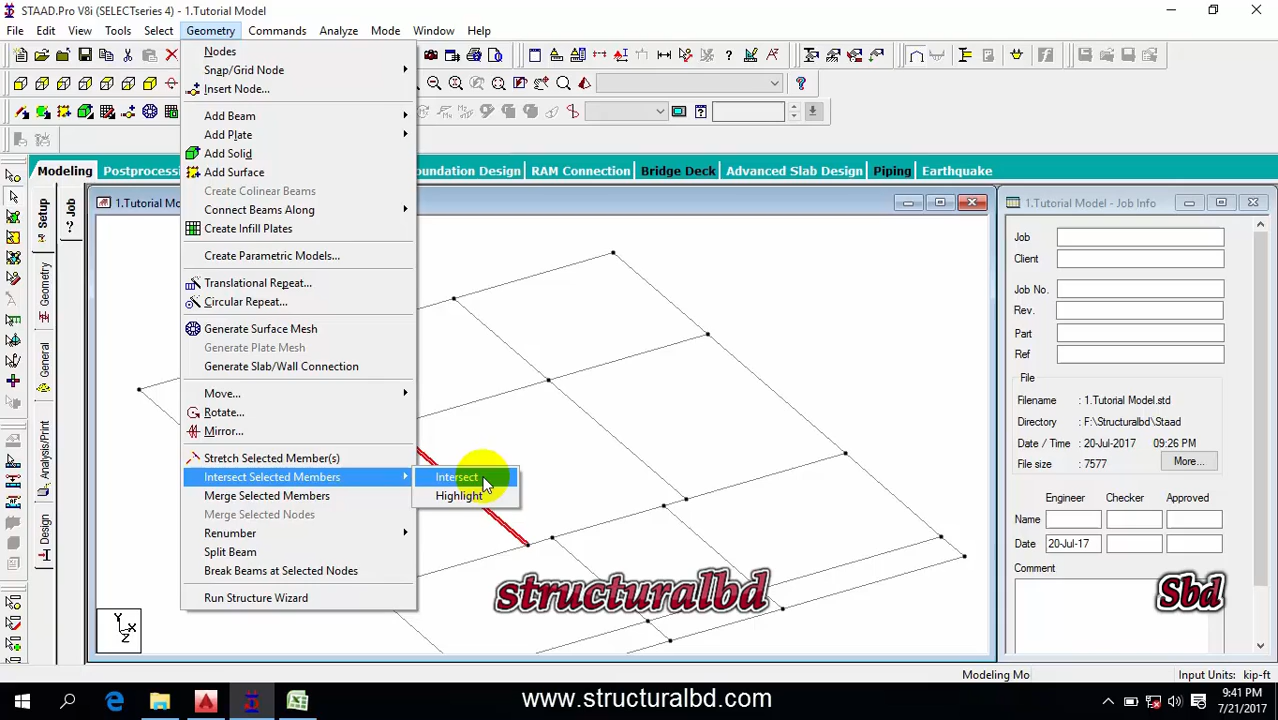 STAAD.Pro V8i (SELECTseries 4) - 1.Tutorial Model
File Edit View Tools Select Geometry Commands Analyze Mode Window Help
Nodes
Snap/Grid Node
Insert Node...
Add Beam
Add Plate
Add Solid
Add Surface
Create Colinear Beams
Connect Beams Along
Create Infill Plates
Create Parametric Models...
Translational Repeat...
Circular Repeat...
Generate Surface Mesh
Generate Plate Mesh
Generate Slab/Wall Connection
Move...
Rotate...
Mirror...
Stretch Selected Member(s)
Intersect Selected Members
Merge Selected Members
Merge Selected Nodes
Renumber
Split Beam
Break Beams at Selected Nodes
Run Structure Wizard
Intersect
Highlight
Modeling Postprocessi oundation Design RAM Connection Bridge Deck Advanced Slab Design Piping Earthquake
Setup
Geometry
General
Analysis/Print
Design
Job
1.Tutorial Mo
1.Tutorial Model - Job Info
Job
Client
Job No.
Rev.
Part
Ref
File
Filename : 1.Tutorial Model.std
Directory : F:\Structuralbd\Staad
Date / Time : 20-Jul-2017 09:26 PM
File size : 7577 More...
Engineer Checker Approved
Name
Date 20-Jul-17
Comment
Y
X
Z
structuralbd
Sbd
Modeling Mo Input Units: kip-ft
www.structuralbd.com
9:41 PM
7/21/2017